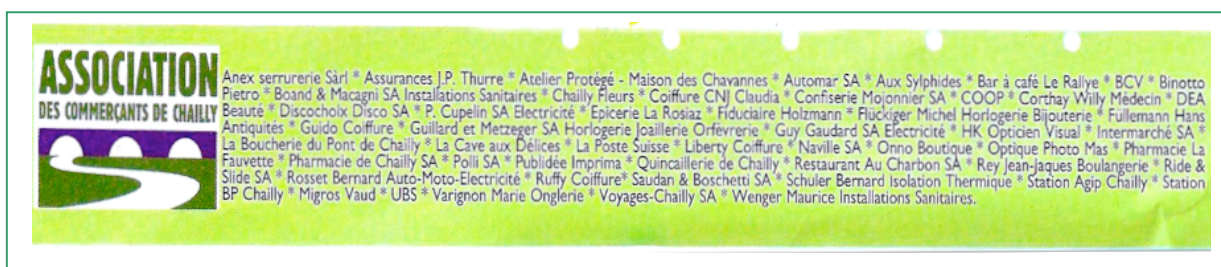 ASSOCIATION
DES COMMERÇANTS DE CHAILLY
Anex serrurerie Sàrl * Assurances J.P. Thurre * Atelier Protégé - Maison des Chavannes * Automar SA * Aux Sylphides * Bar à café Le Rallye * BCV * Binotto
Pietro * Boand & Macagni SA Installations Sanitaires * Chailly Fleurs * Coiffure CNJ Claudia * Confiserie Mojonnier SA * COOP * Corthay Willy Médecin * DEA
Beauté * Discochoix Disco SA * P. Cupelin SA Electricité * Epicerie La Rosiaz * Fiduciaire Holzmann * Flückiger Michel Horlogerie Bijouterie * Füllemann Hans
Antiquités * Guido Coiffure * Guillard et Metzeger SA Horlogerie Joaillerie Orfèvrerie * Guy Gaudard SA Electricité * HK Opticien Visual * Intermarché SA *
La Boucherie du Pont de Chailly * La Cave aux Délices * La Poste Suisse * Liberty Coiffure * Naville SA * Onno Boutique * Optique Photo Mas * Pharmacie La
Fauvette * Pharmacie de Chailly SA * Polli SA * Publidée Imprima * Quincaillerie de Chailly * Restaurant Au Charbon SA * Rey Jean-Jaques Boulangerie * Ride &
Slide SA * Rosset Bernard Auto-Moto-Electricité * Ruffy Coiffure* Saudan & Boschetti SA * Schuler Bernard Isolation Thermique * Station Agip Chailly * Station
BP Chailly * Migros Vaud * UBS * Varignon Marie Onglerie * Voyages-Chailly SA * Wenger Maurice Installations Sanitaires.